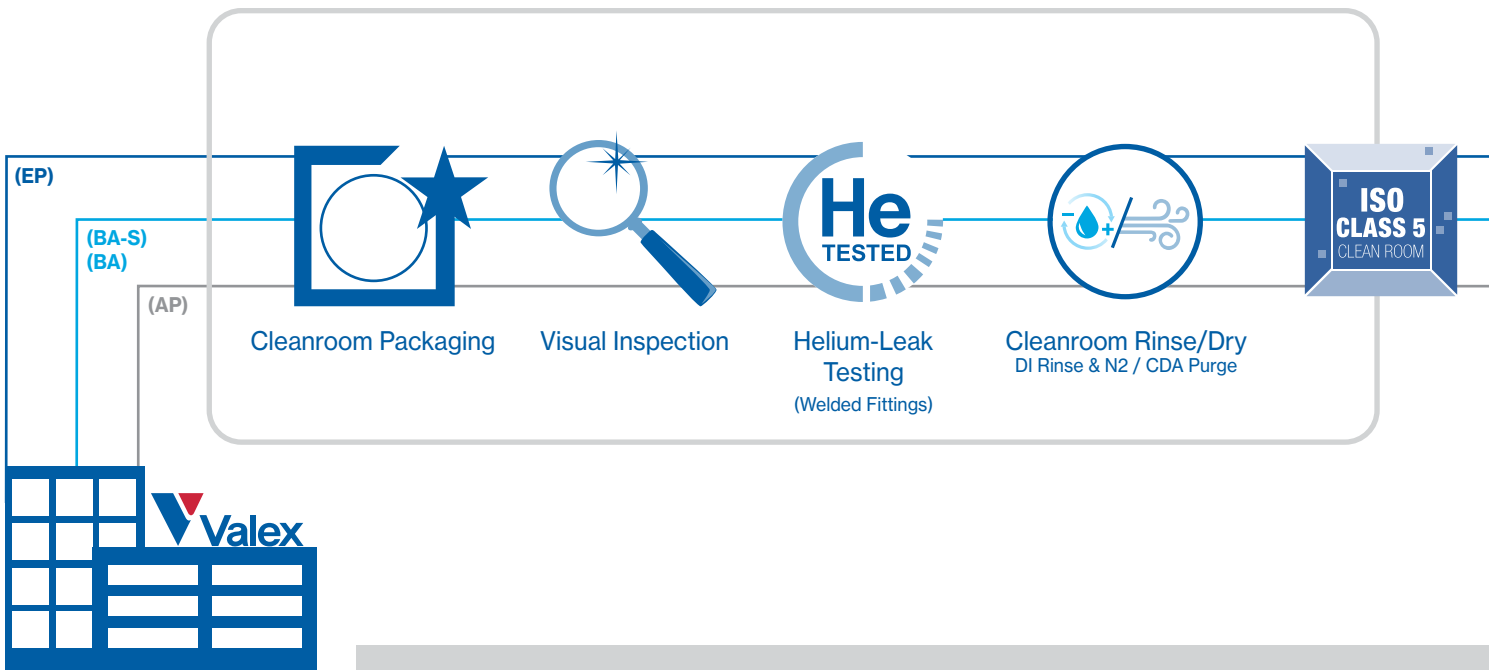 (EP)
(BA-S)
(BA)
(AP)
Cleanroom Packaging
Visual Inspection
He
TESTED
Helium-Leak
Testing
(Welded Fittings)
Cleanroom Rinse/Dry
DI Rinse & N2 / CDA Purge
ISO
CLASS 5
CLEAN ROOM
Valex